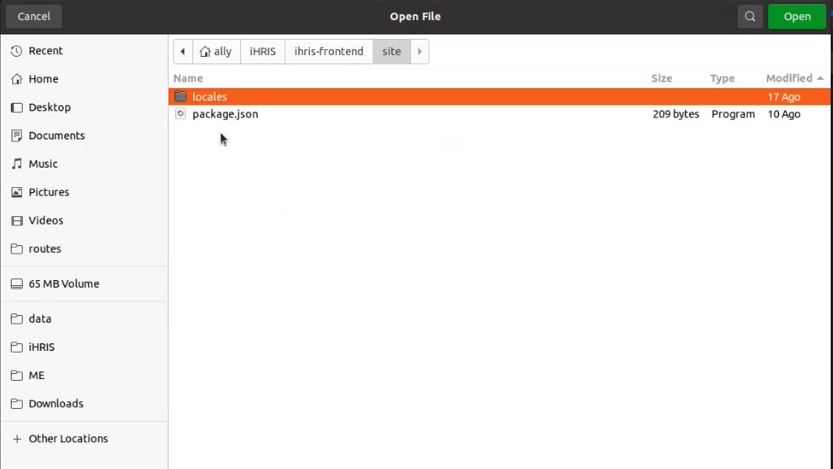 Cancel
Open File
Open
Recent
Home
Desktop
Documents
Music
Pictures
Videos
routes
65 MB Volume
data
iHRIS
ME
Downloads
Other Locations
ally iHRIS ihris-frontend site
Name Size Type Modified
locales 17 Ago
package.json 209 bytes Program 10 Ago